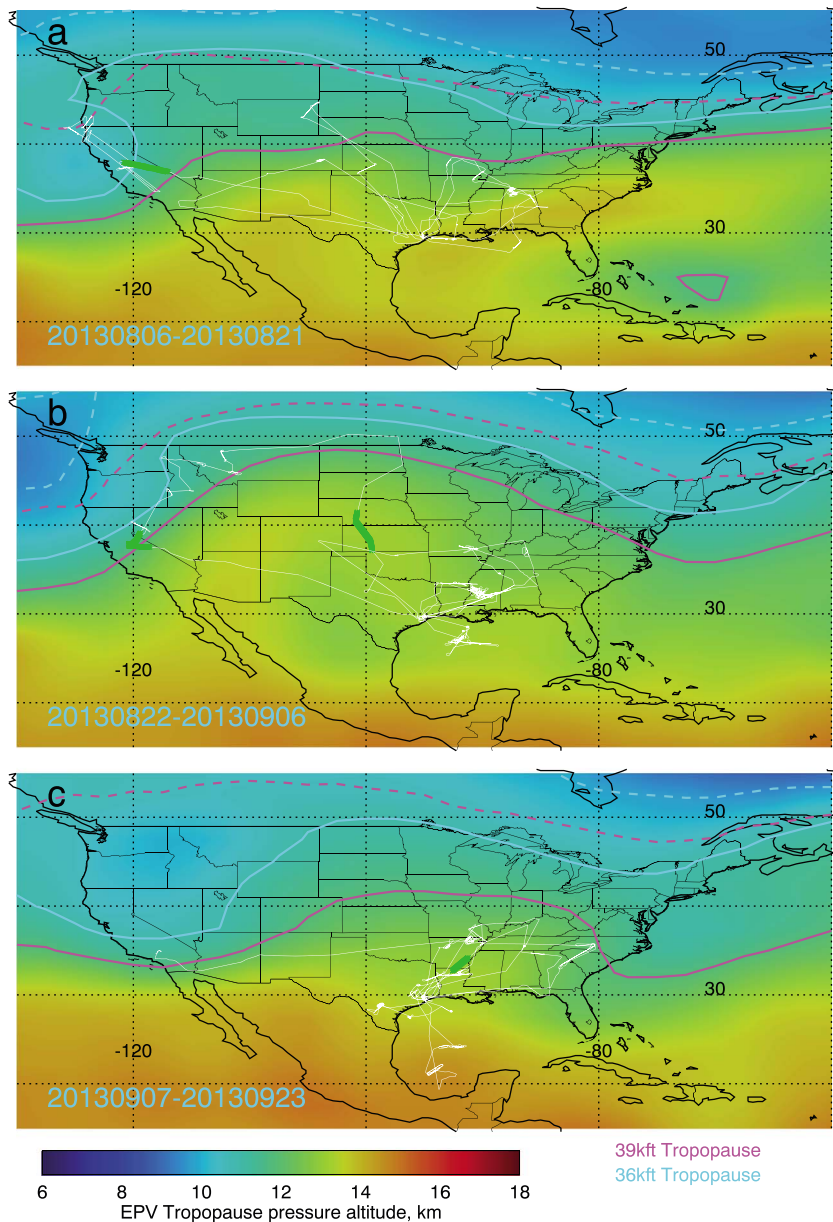 a
50
30
-120
-80
20130806-20130821
b
50
30
-120
-80
20130822-20130906
c
50
30
-120
-80
20130907-20130923
6 8 10 12 14 16 18
EPV Tropopause pressure altitude, km
39kft Tropopause
36kft Tropopause